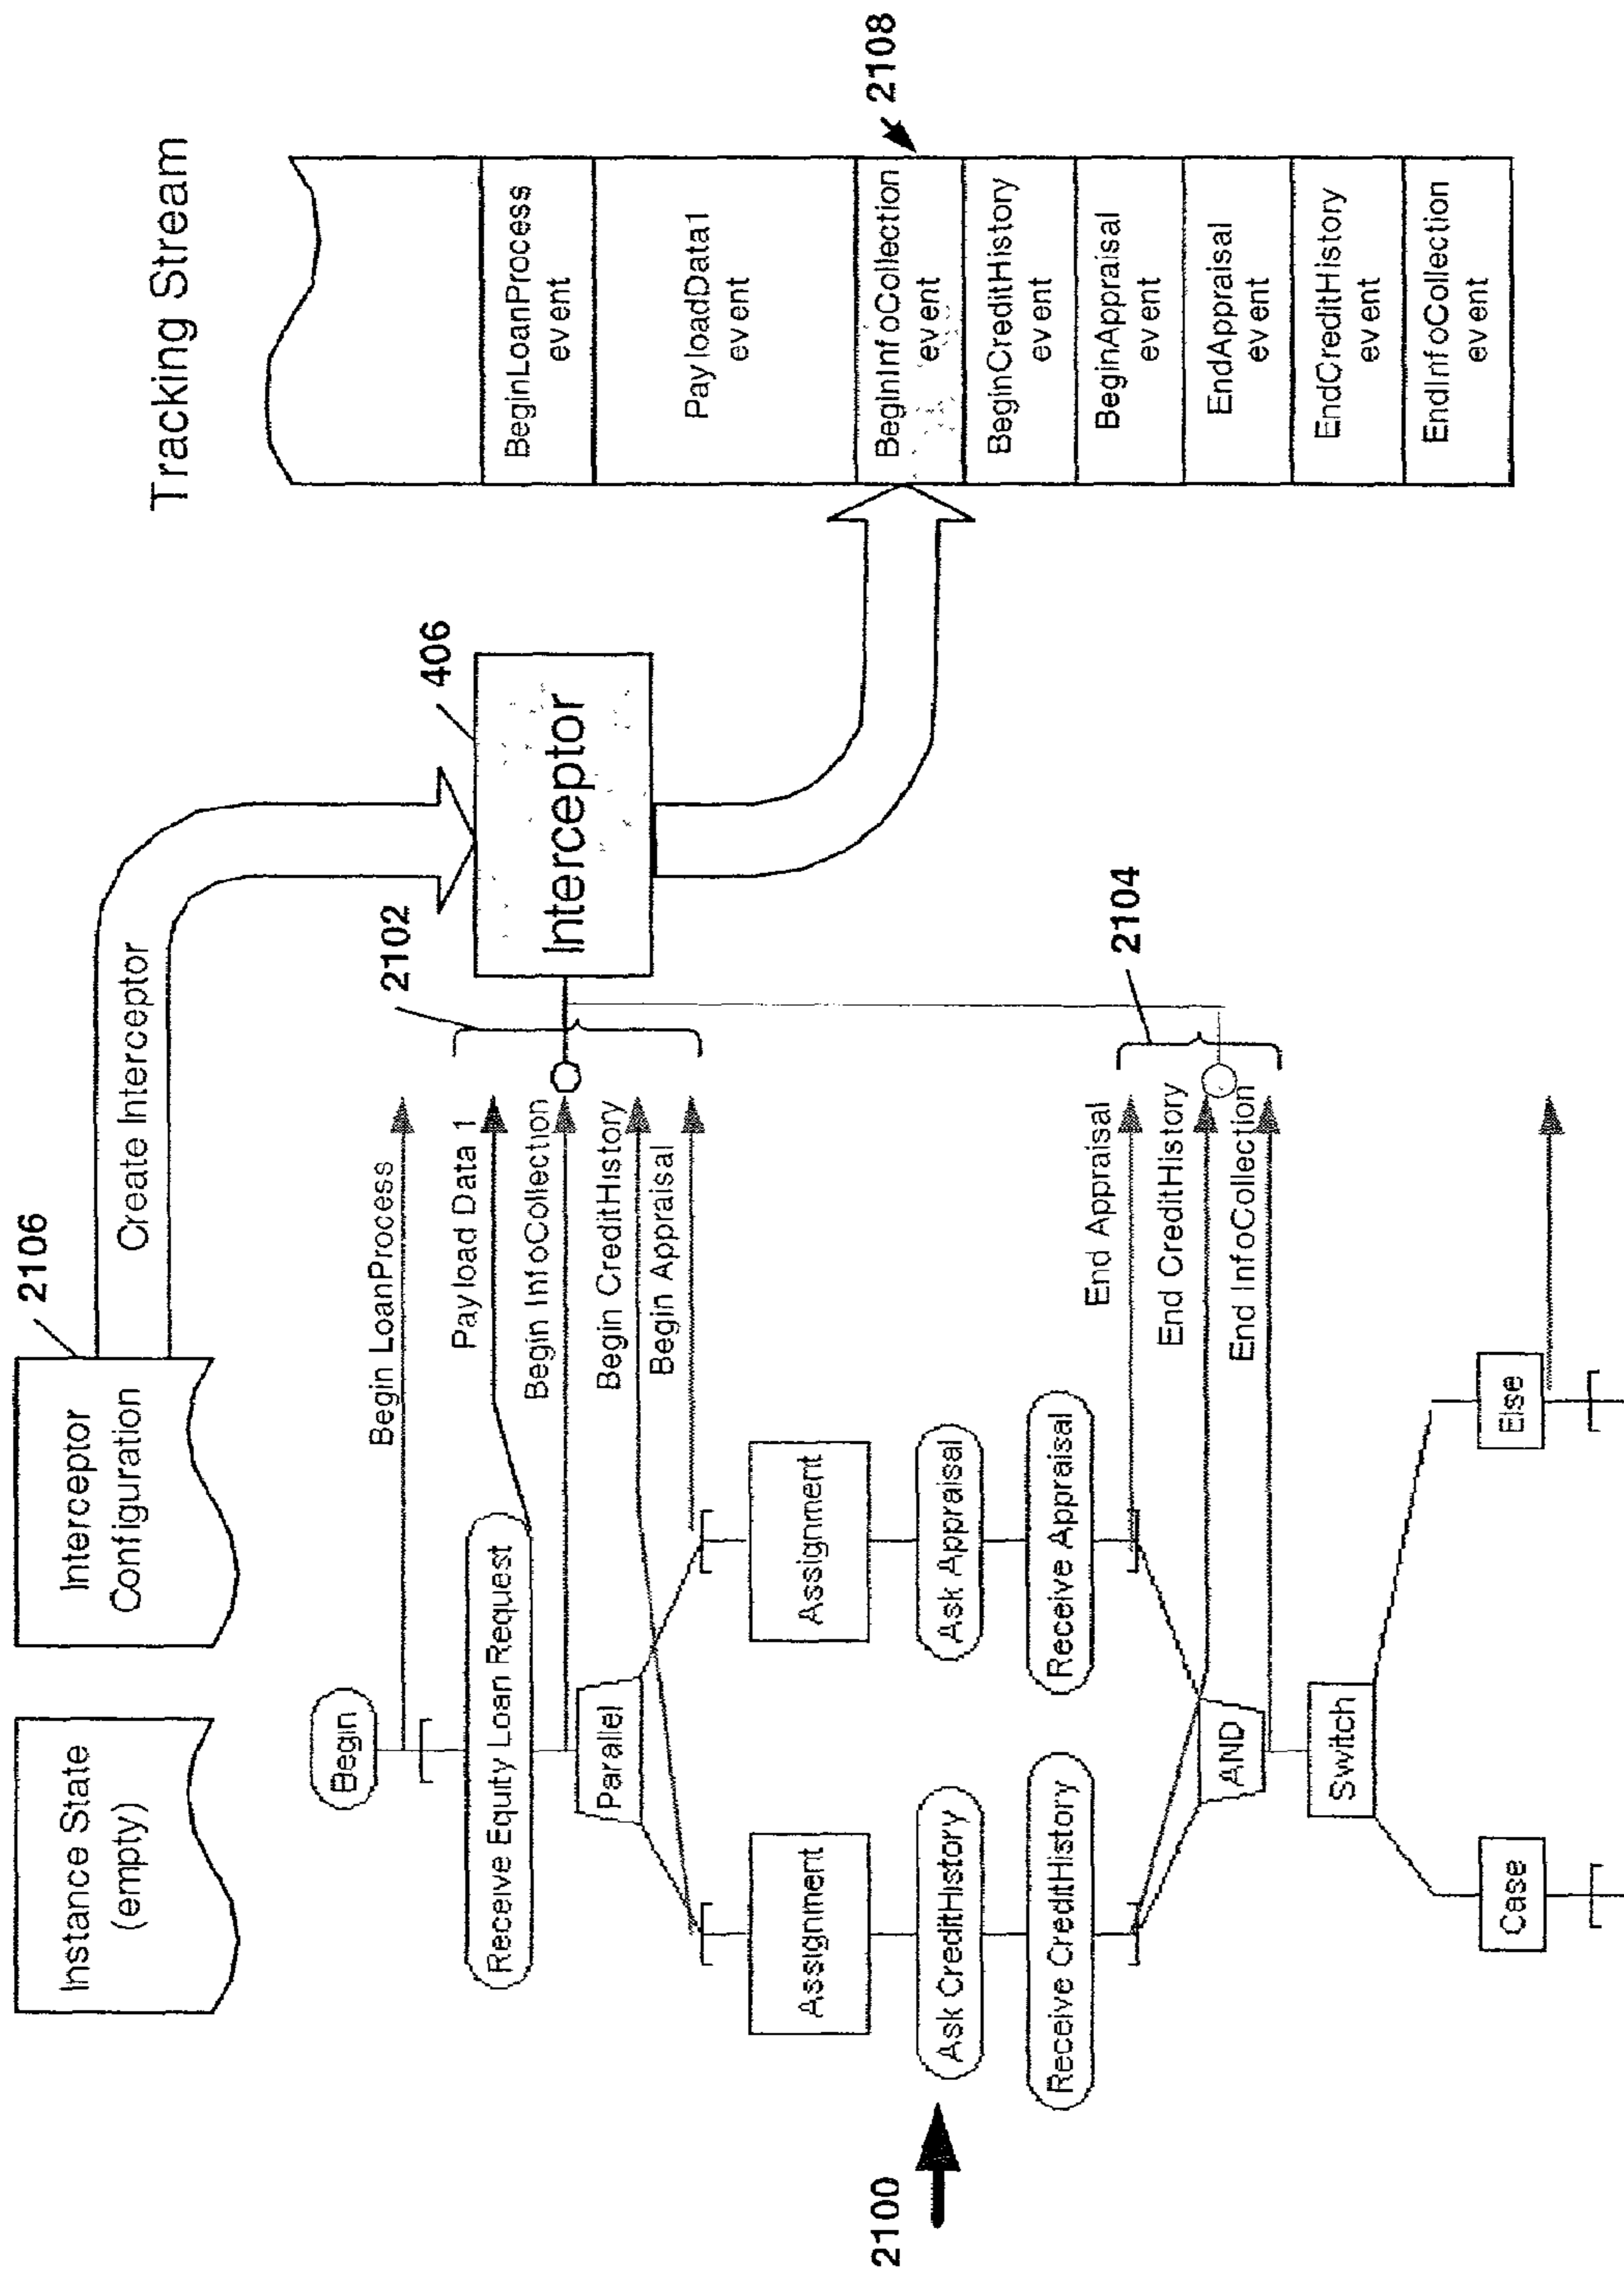 Instance State
(empty)
Interceptor
Configuration
2106
Create Interceptor
Tracking Stream
Begin
Begin LoanProcess
Receive Equity Loan Request
Payload Data 1
Begin InfoCollection
Parallel
Begin CreditHistory
Begin Appraisal
2102
406
Interceptor
BeginLoanProcess
event
PayloadData1
event
BeginInfoCollection
event
2108
BeginCreditHistory
event
BeginAppraisal
event
EndAppraisal
event
EndCreditHistory
event
EndInfoCollection
event
Assignment
Assignment
2100
Ask CreditHistory
Ask Appraisal
Receive CreditHistory
Receive Appraisal
End Appraisal
End CreditHistory
End InfoCollection
2104
AND
Switch
Case
Else